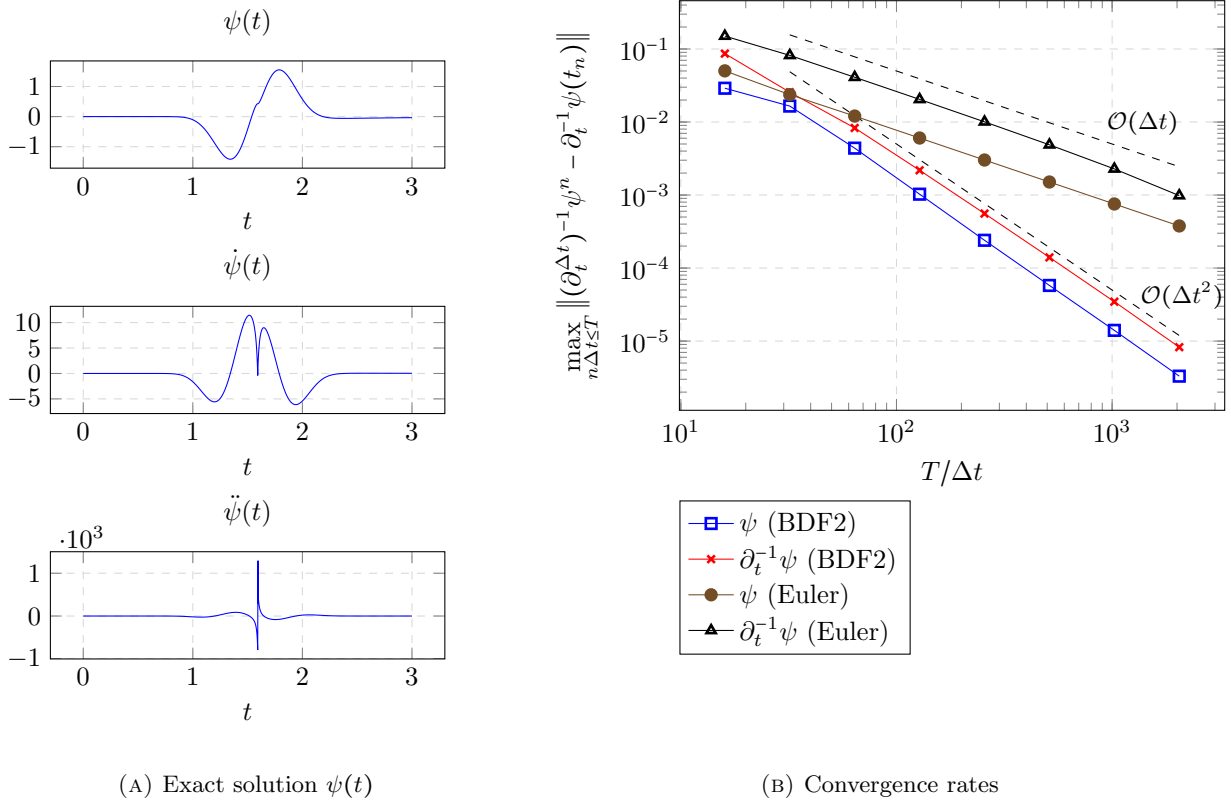 ψ(t)
1
0
−1
0 1 2 3
t
ψ̇(t)
10
5
0
−5
0 1 2 3
t
ψ̈(t)
·10³
1
0
−1
0 1 2 3
t
(A) Exact solution ψ(t)
max_{nΔt≤T} ‖(∂_t^{Δt})^{−1}ψ^n − ∂_t^{−1}ψ(t_n)‖
10^{−1}
10^{−2}
10^{−3}
10^{−4}
10^{−5}
O(Δt)
O(Δt²)
10¹ 10² 10³
T/Δt
ψ (BDF2)
∂_t^{−1}ψ (BDF2)
ψ (Euler)
∂_t^{−1}ψ (Euler)
(B) Convergence rates